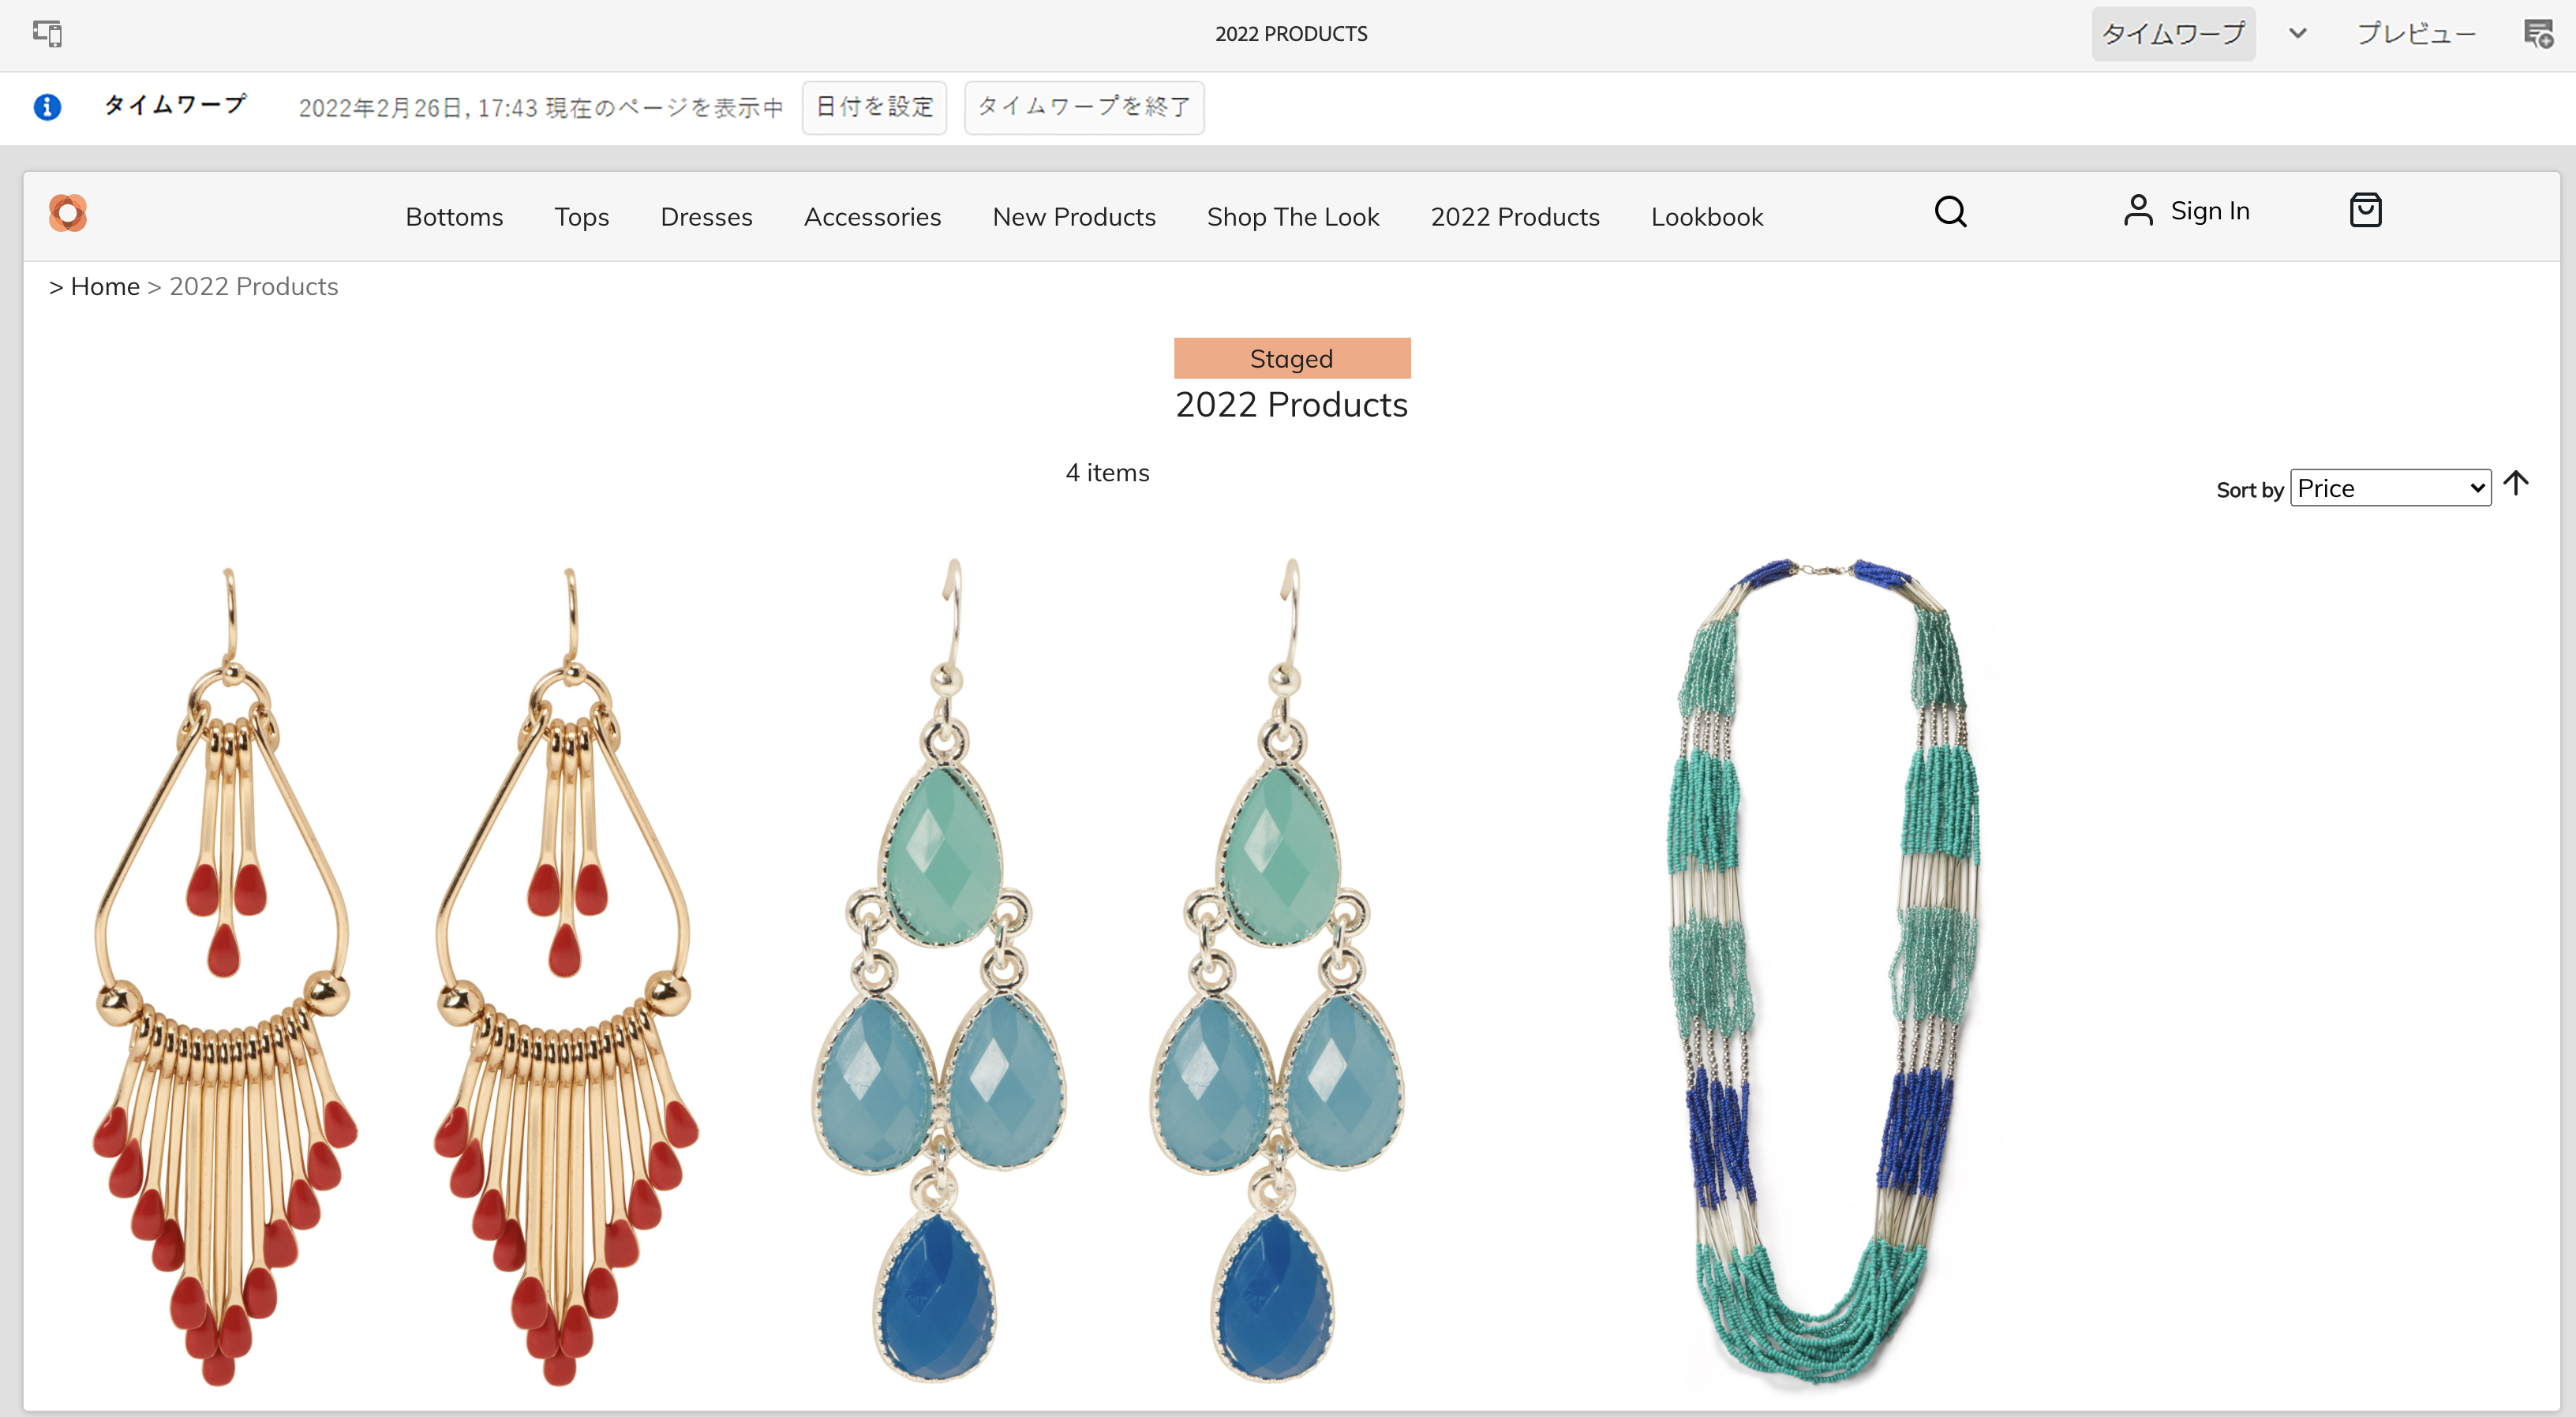 2022 PRODUCTS
タイムワープ
プレビュー
タイムワープ 2022年2月26日, 17:43 現在のページを表示中 日付を設定 タイムワープを終了
Bottoms Tops Dresses Accessories New Products Shop The Look 2022 Products Lookbook Sign In
> Home > 2022 Products
Staged
2022 Products
4 items
Sort by Price